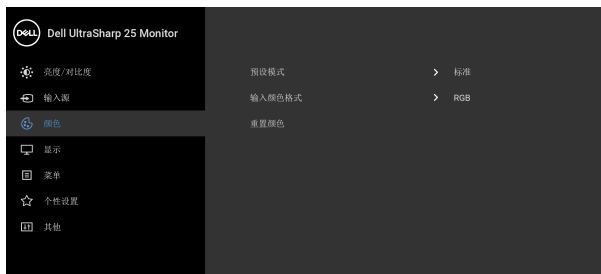 DELL Dell UltraSharp 25 Monitor
亮度/对比度 预设模式 标准
输入源 输入颜色格式 RGB
颜色 重置颜色
显示
菜单
个性设置
其他